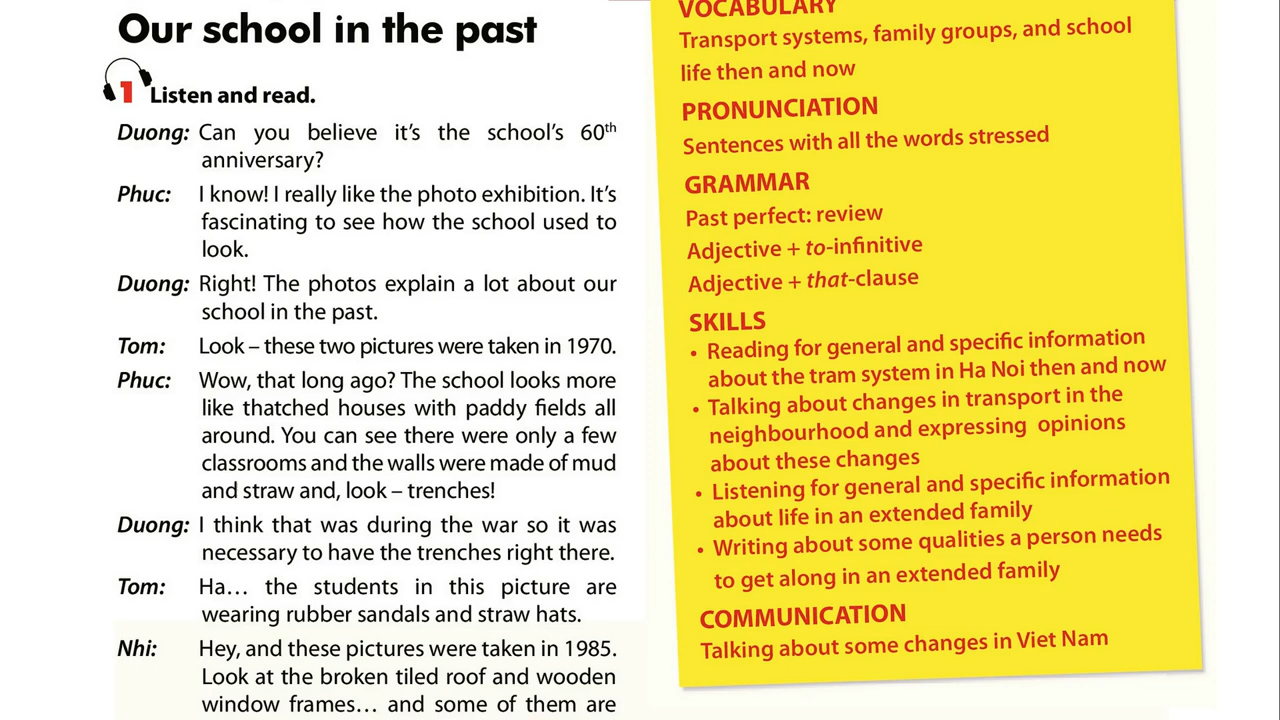 Our school in the past
1 Listen and read.
Duong: Can you believe it's the school's 60th
anniversary?
Phuc: I know! I really like the photo exhibition. It's
fascinating to see how the school used to
look.
Duong: Right! The photos explain a lot about our
school in the past.
Tom: Look – these two pictures were taken in 1970.
Phuc: Wow, that long ago? The school looks more
like thatched houses with paddy fields all
around. You can see there were only a few
classrooms and the walls were made of mud
and straw and, look – trenches!
Duong: I think that was during the war so it was
necessary to have the trenches right there.
Tom: Ha… the students in this picture are
wearing rubber sandals and straw hats.
Nhi: Hey, and these pictures were taken in 1985.
Look at the broken tiled roof and wooden
window frames… and some of them are
VOCABULARY
Transport systems, family groups, and school
life then and now
PRONUNCIATION
Sentences with all the words stressed
GRAMMAR
Past perfect: review
Adjective + to-infinitive
Adjective + that-clause
SKILLS
• Reading for general and specific information
about the tram system in Ha Noi then and now
• Talking about changes in transport in the
neighbourhood and expressing opinions
about these changes
• Listening for general and specific information
about life in an extended family
• Writing about some qualities a person needs
to get along in an extended family
COMMUNICATION
Talking about some changes in Viet Nam